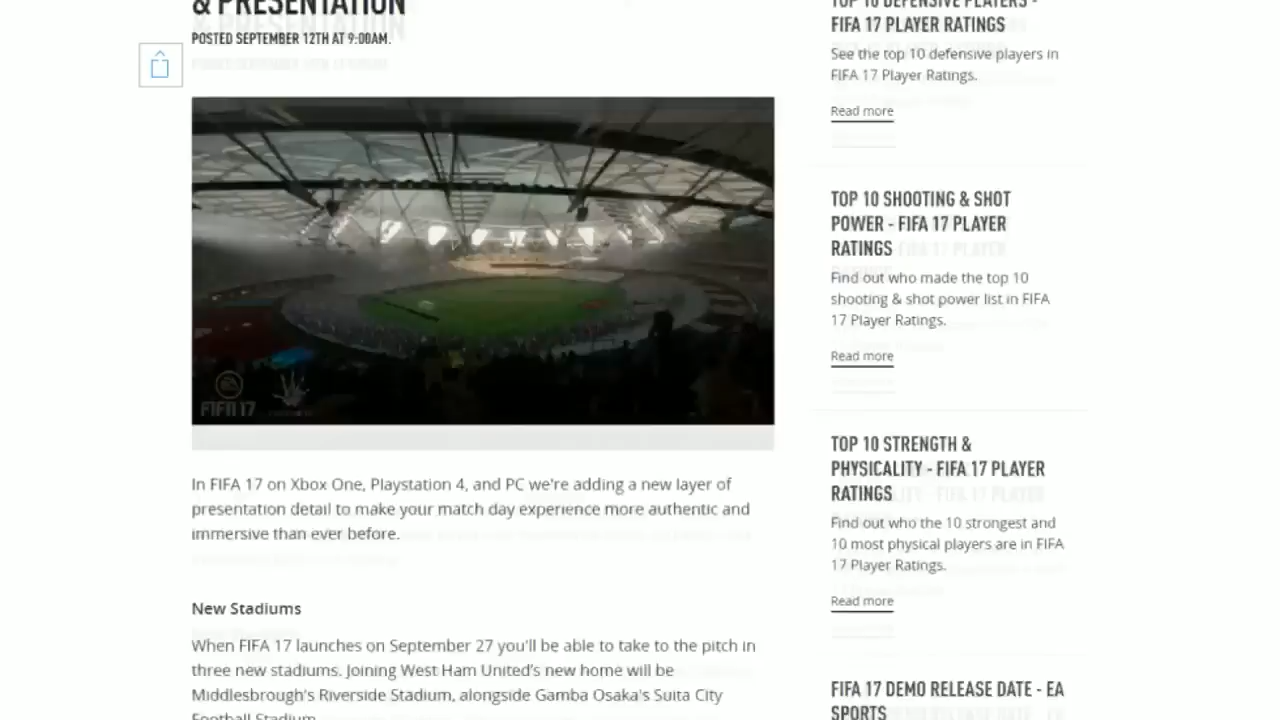 & PRESENTATION
POSTED SEPTEMBER 12TH AT 9:00AM.
EA
FIFA 17
In FIFA 17 on Xbox One, Playstation 4, and PC we're adding a new layer of
presentation detail to make your match day experience more authentic and
immersive than ever before.
New Stadiums
When FIFA 17 launches on September 27 you'll be able to take to the pitch in
three new stadiums. Joining West Ham United's new home will be
Middlesbrough's Riverside Stadium, alongside Gamba Osaka's Suita City
Football Stadium.
TOP 10 DEFENSIVE PLAYERS -
FIFA 17 PLAYER RATINGS
See the top 10 defensive players in
FIFA 17 Player Ratings.
Read more
TOP 10 SHOOTING & SHOT
POWER - FIFA 17 PLAYER
RATINGS
Find out who made the top 10
shooting & shot power list in FIFA
17 Player Ratings.
Read more
TOP 10 STRENGTH &
PHYSICALITY - FIFA 17 PLAYER
RATINGS
Find out who the 10 strongest and
10 most physical players are in FIFA
17 Player Ratings.
Read more
FIFA 17 DEMO RELEASE DATE - EA
SPORTS